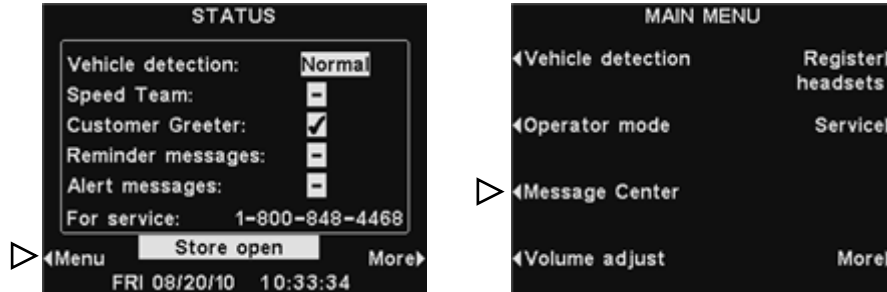 STATUS
Vehicle detection: Normal
Speed Team: -
Customer Greeter: ✓
Reminder messages: -
Alert messages: -
For service: 1-800-848-4468
Store open
Menu More
FRI 08/20/10 10:33:34
MAIN MENU
Vehicle detection Register
headsets
Operator mode Service
Message Center
Volume adjust More